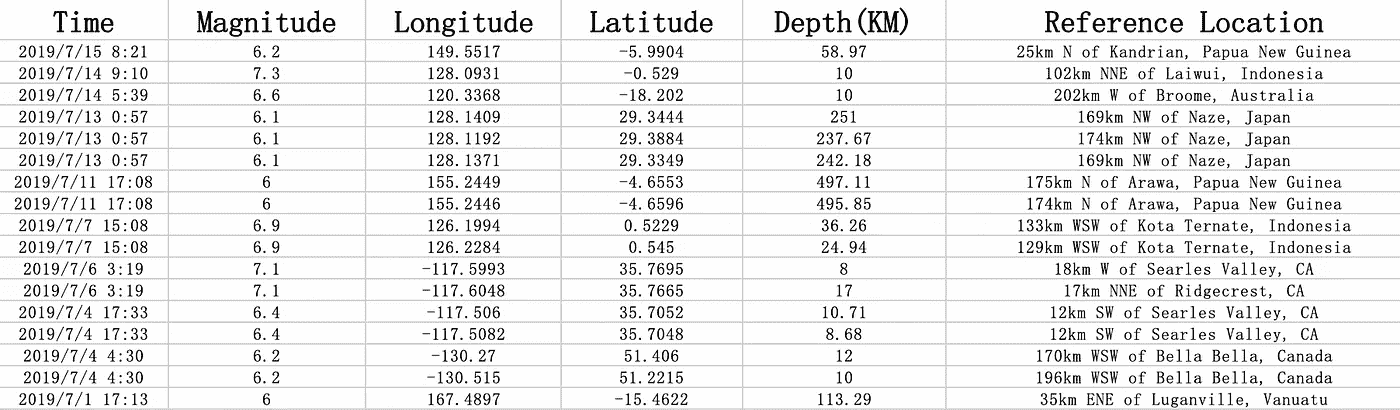 Time Magnitude Longitude Latitude Depth(KM) Reference Location
2019/7/15 8:21 6.2 149.5517 -5.9904 58.97 25km N of Kandrian, Papua New Guinea
2019/7/14 9:10 7.3 128.0931 -0.529 10 102km NNE of Laiwui, Indonesia
2019/7/14 5:39 6.6 120.3368 -18.202 10 202km W of Broome, Australia
2019/7/13 0:57 6.1 128.1409 29.3444 251 169km NW of Naze, Japan
2019/7/13 0:57 6.1 128.1192 29.3884 237.67 174km NW of Naze, Japan
2019/7/13 0:57 6.1 128.1371 29.3349 242.18 169km NW of Naze, Japan
2019/7/11 17:08 6 155.2449 -4.6553 497.11 175km N of Arawa, Papua New Guinea
2019/7/11 17:08 6 155.2446 -4.6596 495.85 174km N of Arawa, Papua New Guinea
2019/7/7 15:08 6.9 126.1994 0.5229 36.26 133km WSW of Kota Ternate, Indonesia
2019/7/7 15:08 6.9 126.2284 0.545 24.94 129km WSW of Kota Ternate, Indonesia
2019/7/6 3:19 7.1 -117.5993 35.7695 8 18km W of Searles Valley, CA
2019/7/6 3:19 7.1 -117.6048 35.7665 17 17km NNE of Ridgecrest, CA
2019/7/4 17:33 6.4 -117.506 35.7052 10.71 12km SW of Searles Valley, CA
2019/7/4 17:33 6.4 -117.5082 35.7048 8.68 12km SW of Searles Valley, CA
2019/7/4 4:30 6.2 -130.27 51.406 12 170km WSW of Bella Bella, Canada
2019/7/4 4:30 6.2 -130.515 51.2215 10 196km WSW of Bella Bella, Canada
2019/7/1 17:13 6 167.4897 -15.4622 113.29 35km ENE of Luganville, Vanuatu